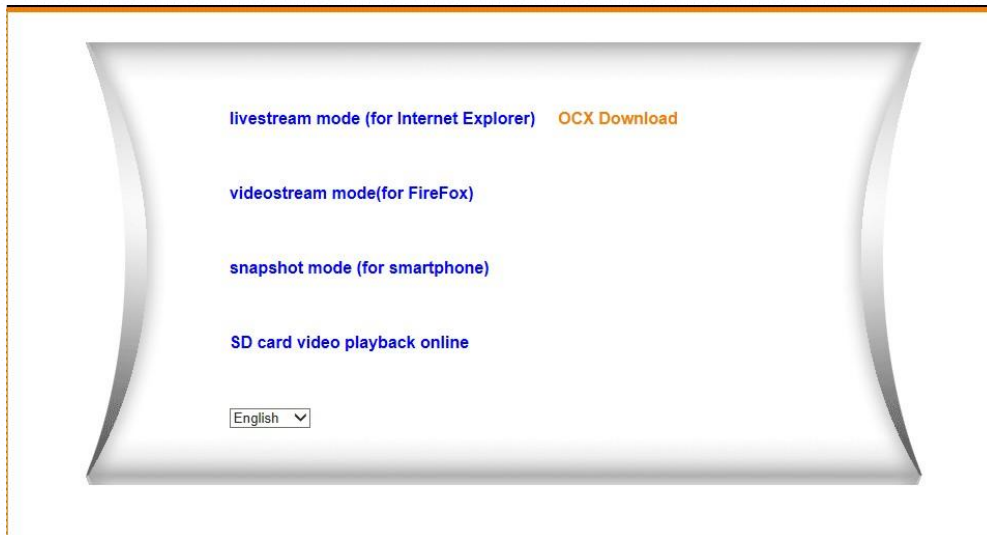 livestream mode (for Internet Explorer) OCX Download
videostream mode(for FireFox)
snapshot mode (for smartphone)
SD card video playback online
English